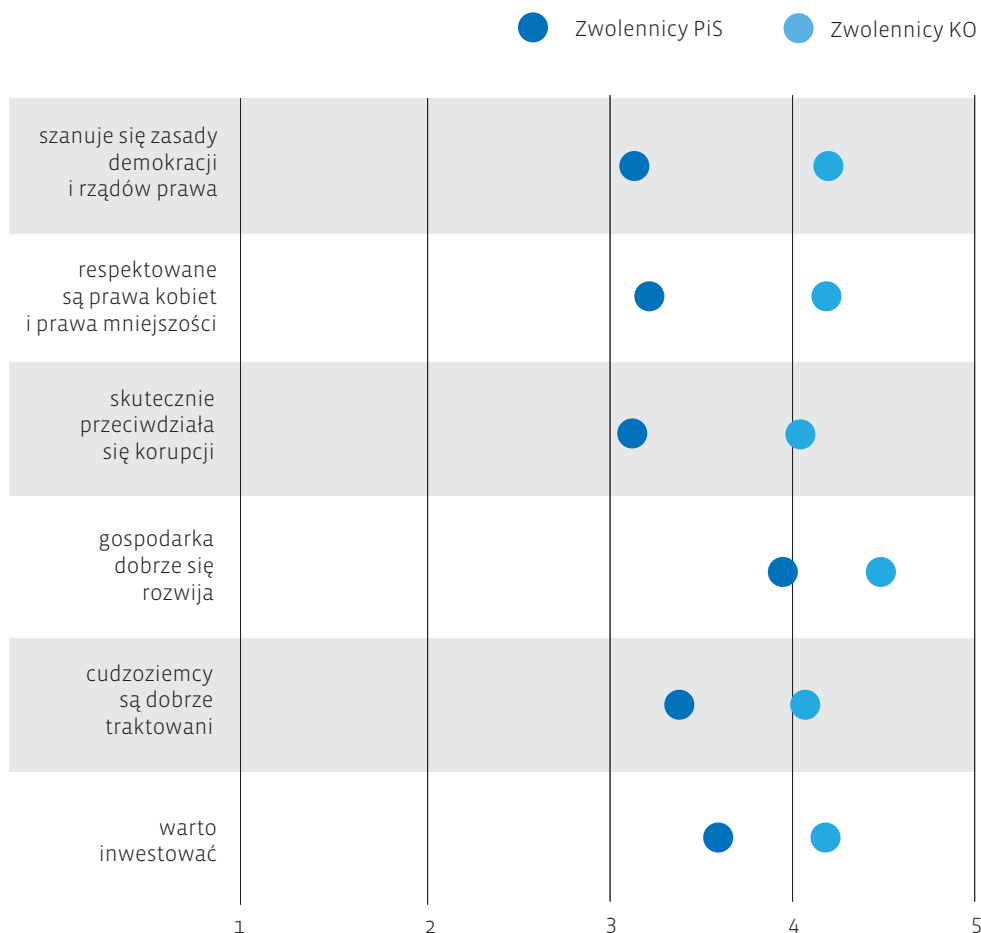 Zwolennicy PiS
Zwolennicy KO
szanuje się zasady
demokracji
i rządów prawa
respektowane
są prawa kobiet
i prawa mniejszości
skutecznie
przeciwdziała
się korupcji
gospodarka
dobrze się
rozwija
cudzoziemcy
są dobrze
traktowani
warto
inwestować
1 2 3 4 5